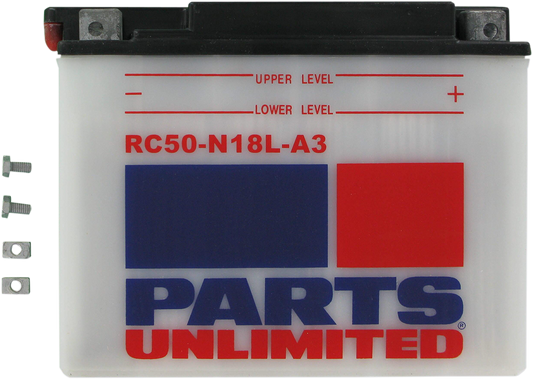 UPPER LEVEL
− +
LOWER LEVEL
RC50-N18L-A3
PARTS
UNLIMITED®